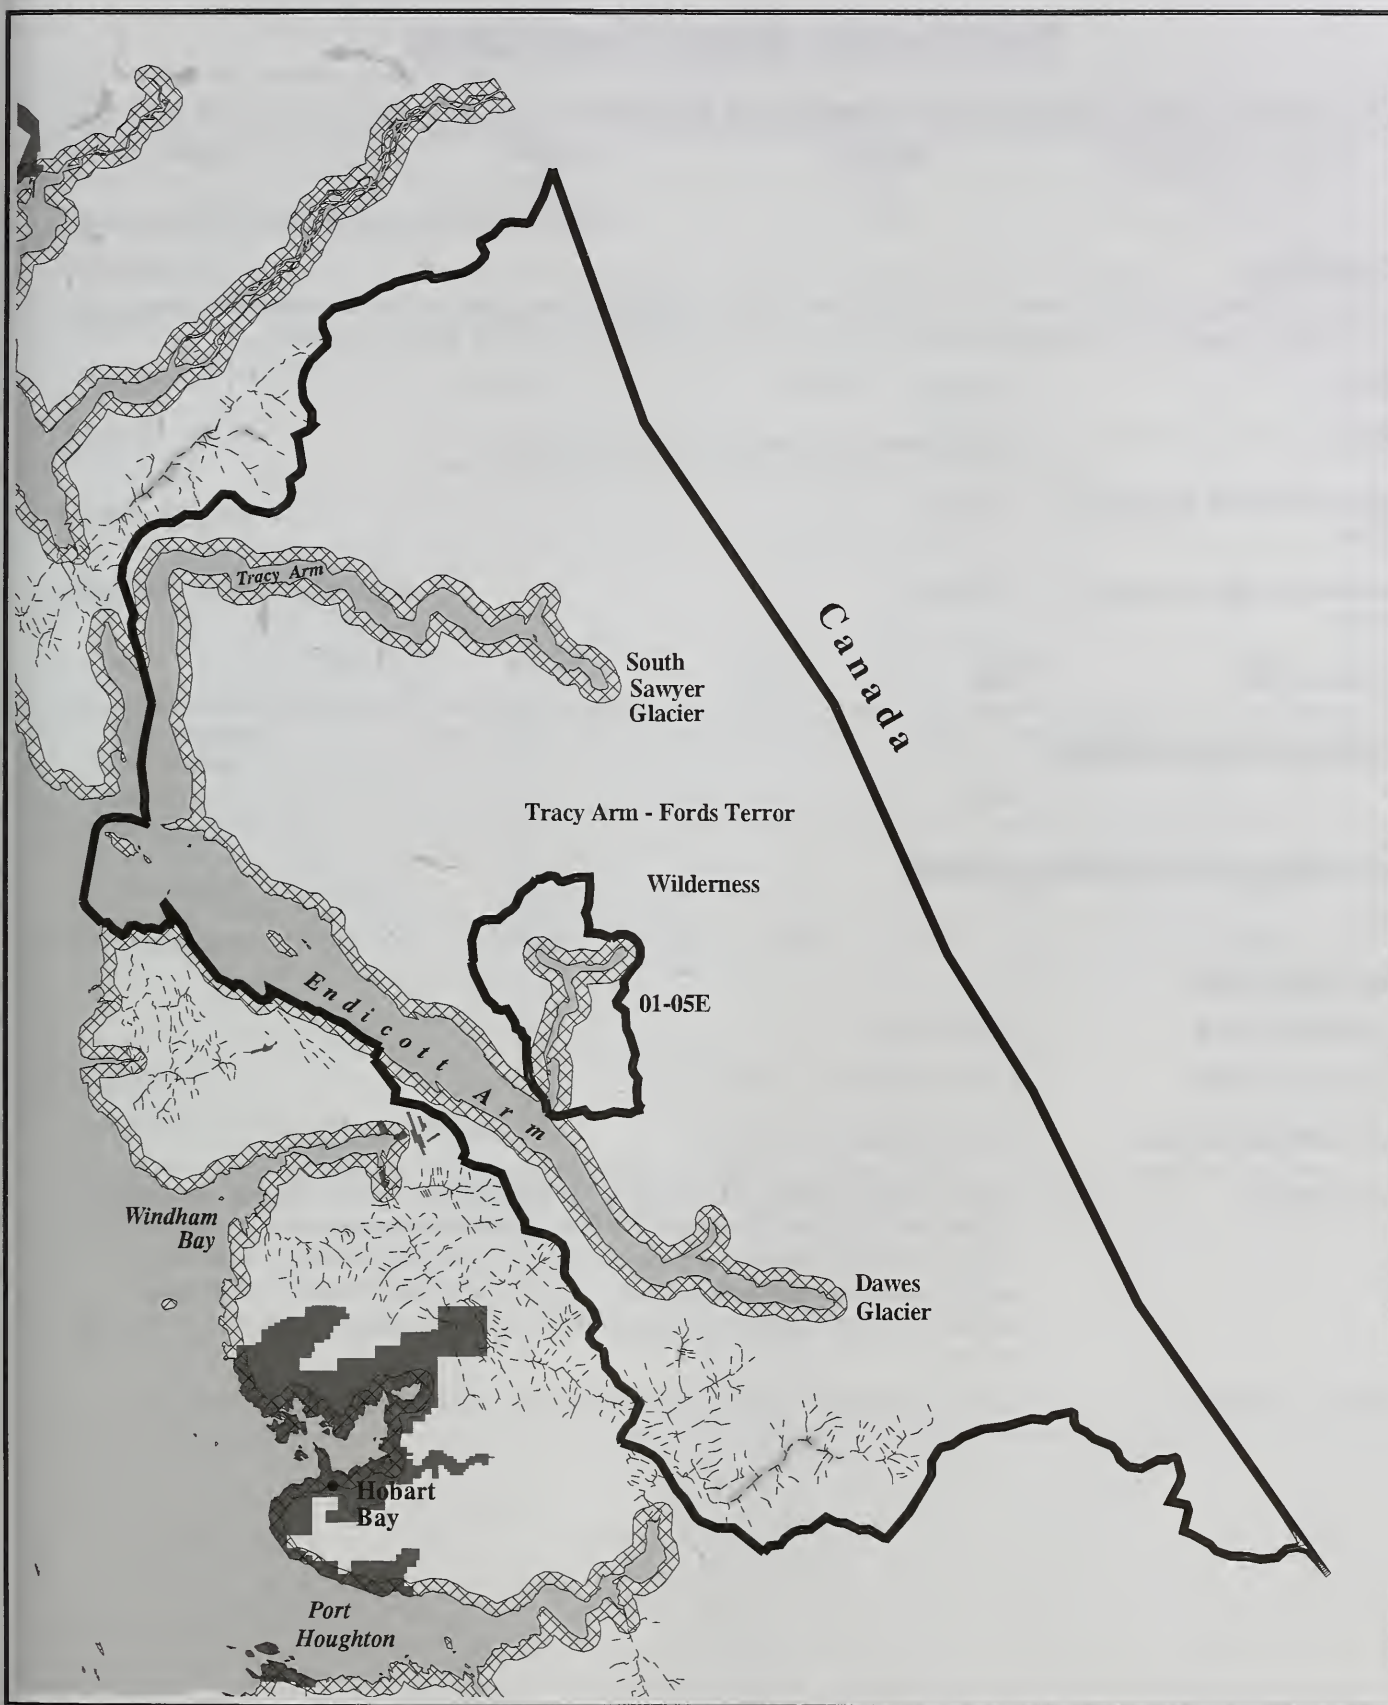 Tracy Arm
South
Sawyer
Glacier
Canada
Tracy Arm - Fords Terror
Wilderness
01-05E
Endicott Arm
Windham
Bay
Dawes
Glacier
Hobart
Bay
Port
Houghton